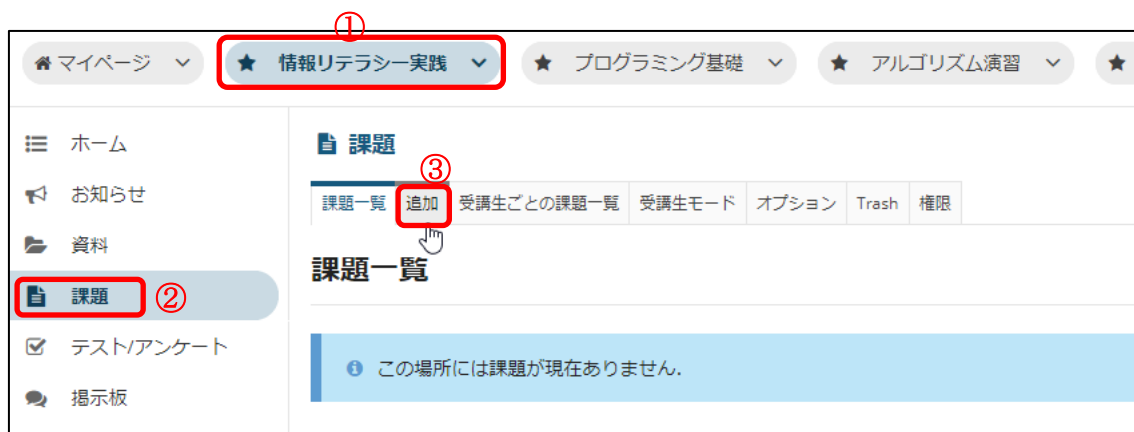 ①
マイページ
情報リテラシー実践
プログラミング基礎
アルゴリズム演習
ホーム
お知らせ
資料
課題
②
テスト/アンケート
掲示板
課題
③
課題一覧 追加 受講生ごとの課題一覧 受講生モード オプション Trash 権限
課題一覧
この場所には課題が現在ありません.